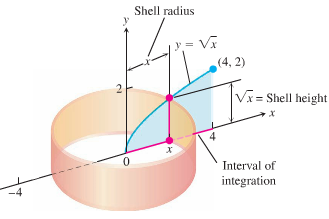 Shell radius
y
y = √x
x
(4, 2)
2
√x = Shell height
x
4
x
0
Interval of
integration
−4